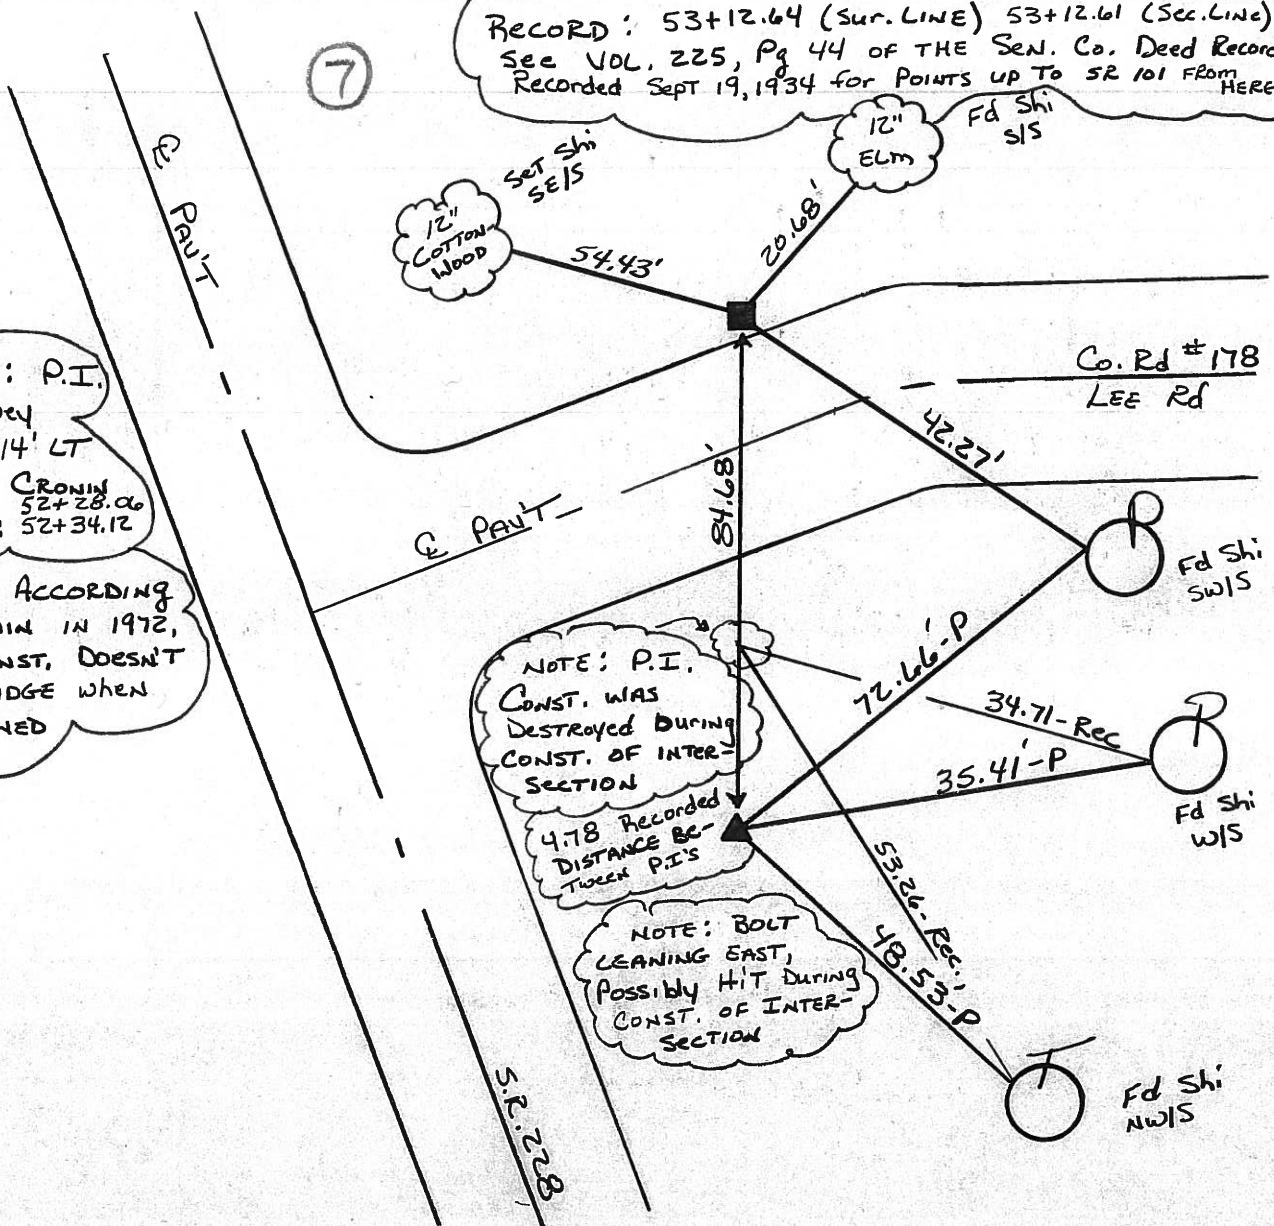 RECORD: 53+12.64 (Sur. LINE) 53+12.61 (Sec. LINE)
See VOL. 225, Pg 44 OF THE SEN. Co. Deed Recor
Recorded Sept 19, 1934 for POINTS UP TO SR 101 FROM
HERE
7
12"
ELM
Fd Shi
S/S
SET Shi
SE/S
12"
COTTON-
WOOD
54.43'
20.68'
℄ PAV'T
Co. Rd #178
LEE Rd
42.27'
84.68'
℄ PAV'T
: P.I.
ey
14' LT
CRONIN
52+28.06
: 52+34.12
ACCORDING
IN IN 1972,
NST. DOESN'T
DGE WHEN
NED
Fd Shi
SW/S
72.66'-P
NOTE: P.I.
CONST. WAS
DESTROYED DURING
CONST. OF INTER-
SECTION
34.71-Rec
35.41'-P
Fd Shi
W/S
4.78 Recorded
DISTANCE BE-
TWEEN P.I'S
53.26-Rec.
48.53'-P
NOTE: BOLT
LEANING EAST,
Possibly HIT DURING
CONST. OF INTER-
SECTION
Fd Shi
NW/S
S.R. 228